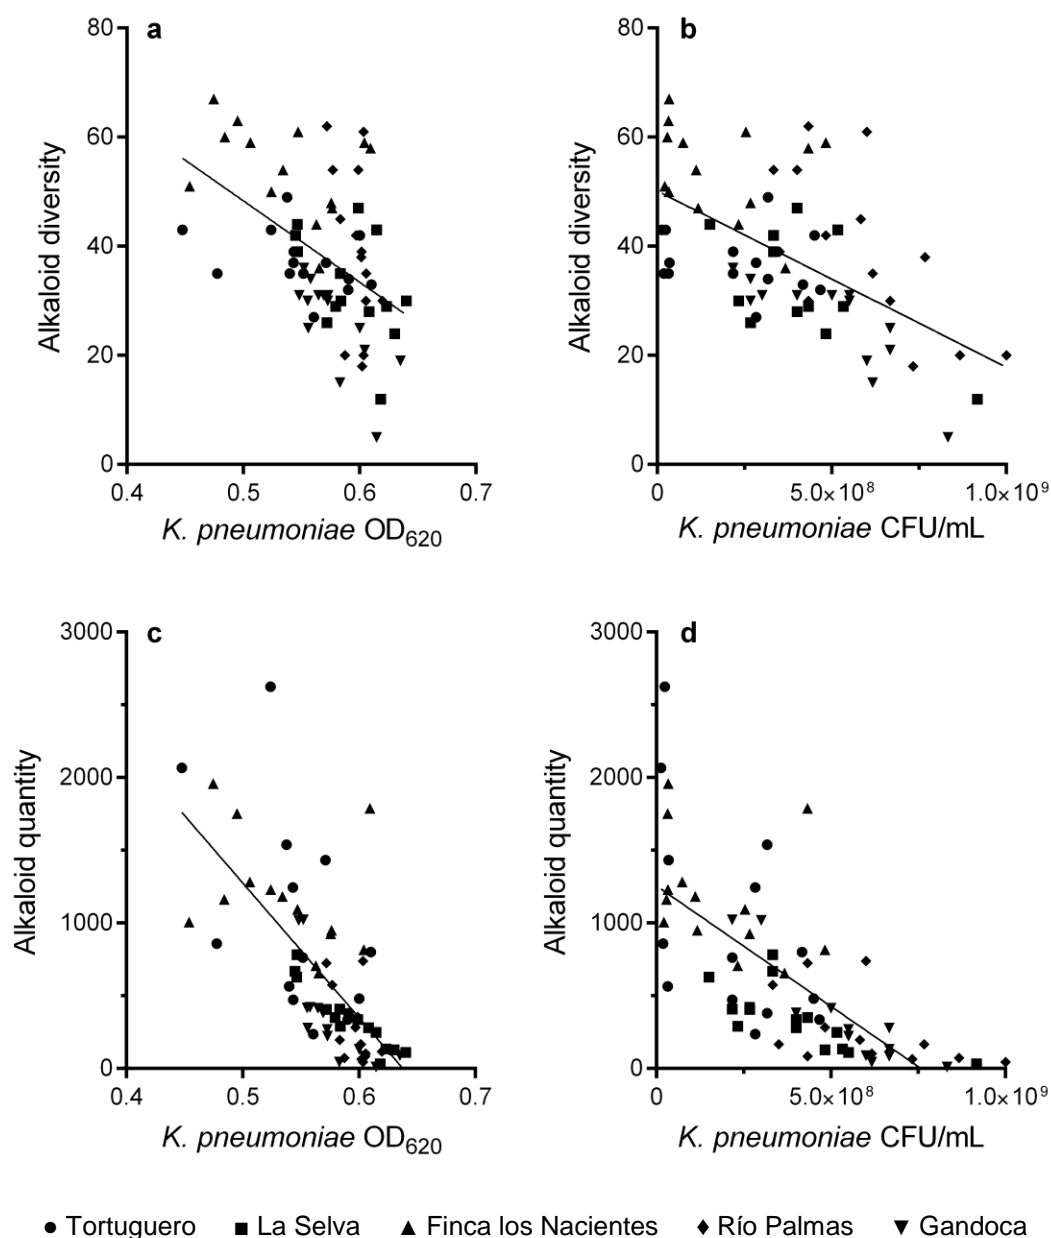 a
80
60
40
20
0
Alkaloid diversity
0.4 0.5 0.6 0.7
K. pneumoniae OD620
b
80
60
40
20
0
Alkaloid diversity
0 5.0×10⁸ 1.0×10⁹
K. pneumoniae CFU/mL
c
3000
2000
1000
0
Alkaloid quantity
0.4 0.5 0.6 0.7
K. pneumoniae OD620
d
3000
2000
1000
0
Alkaloid quantity
0 5.0×10⁸ 1.0×10⁹
K. pneumoniae CFU/mL
Tortuguero La Selva Finca los Nacientes Río Palmas Gandoca